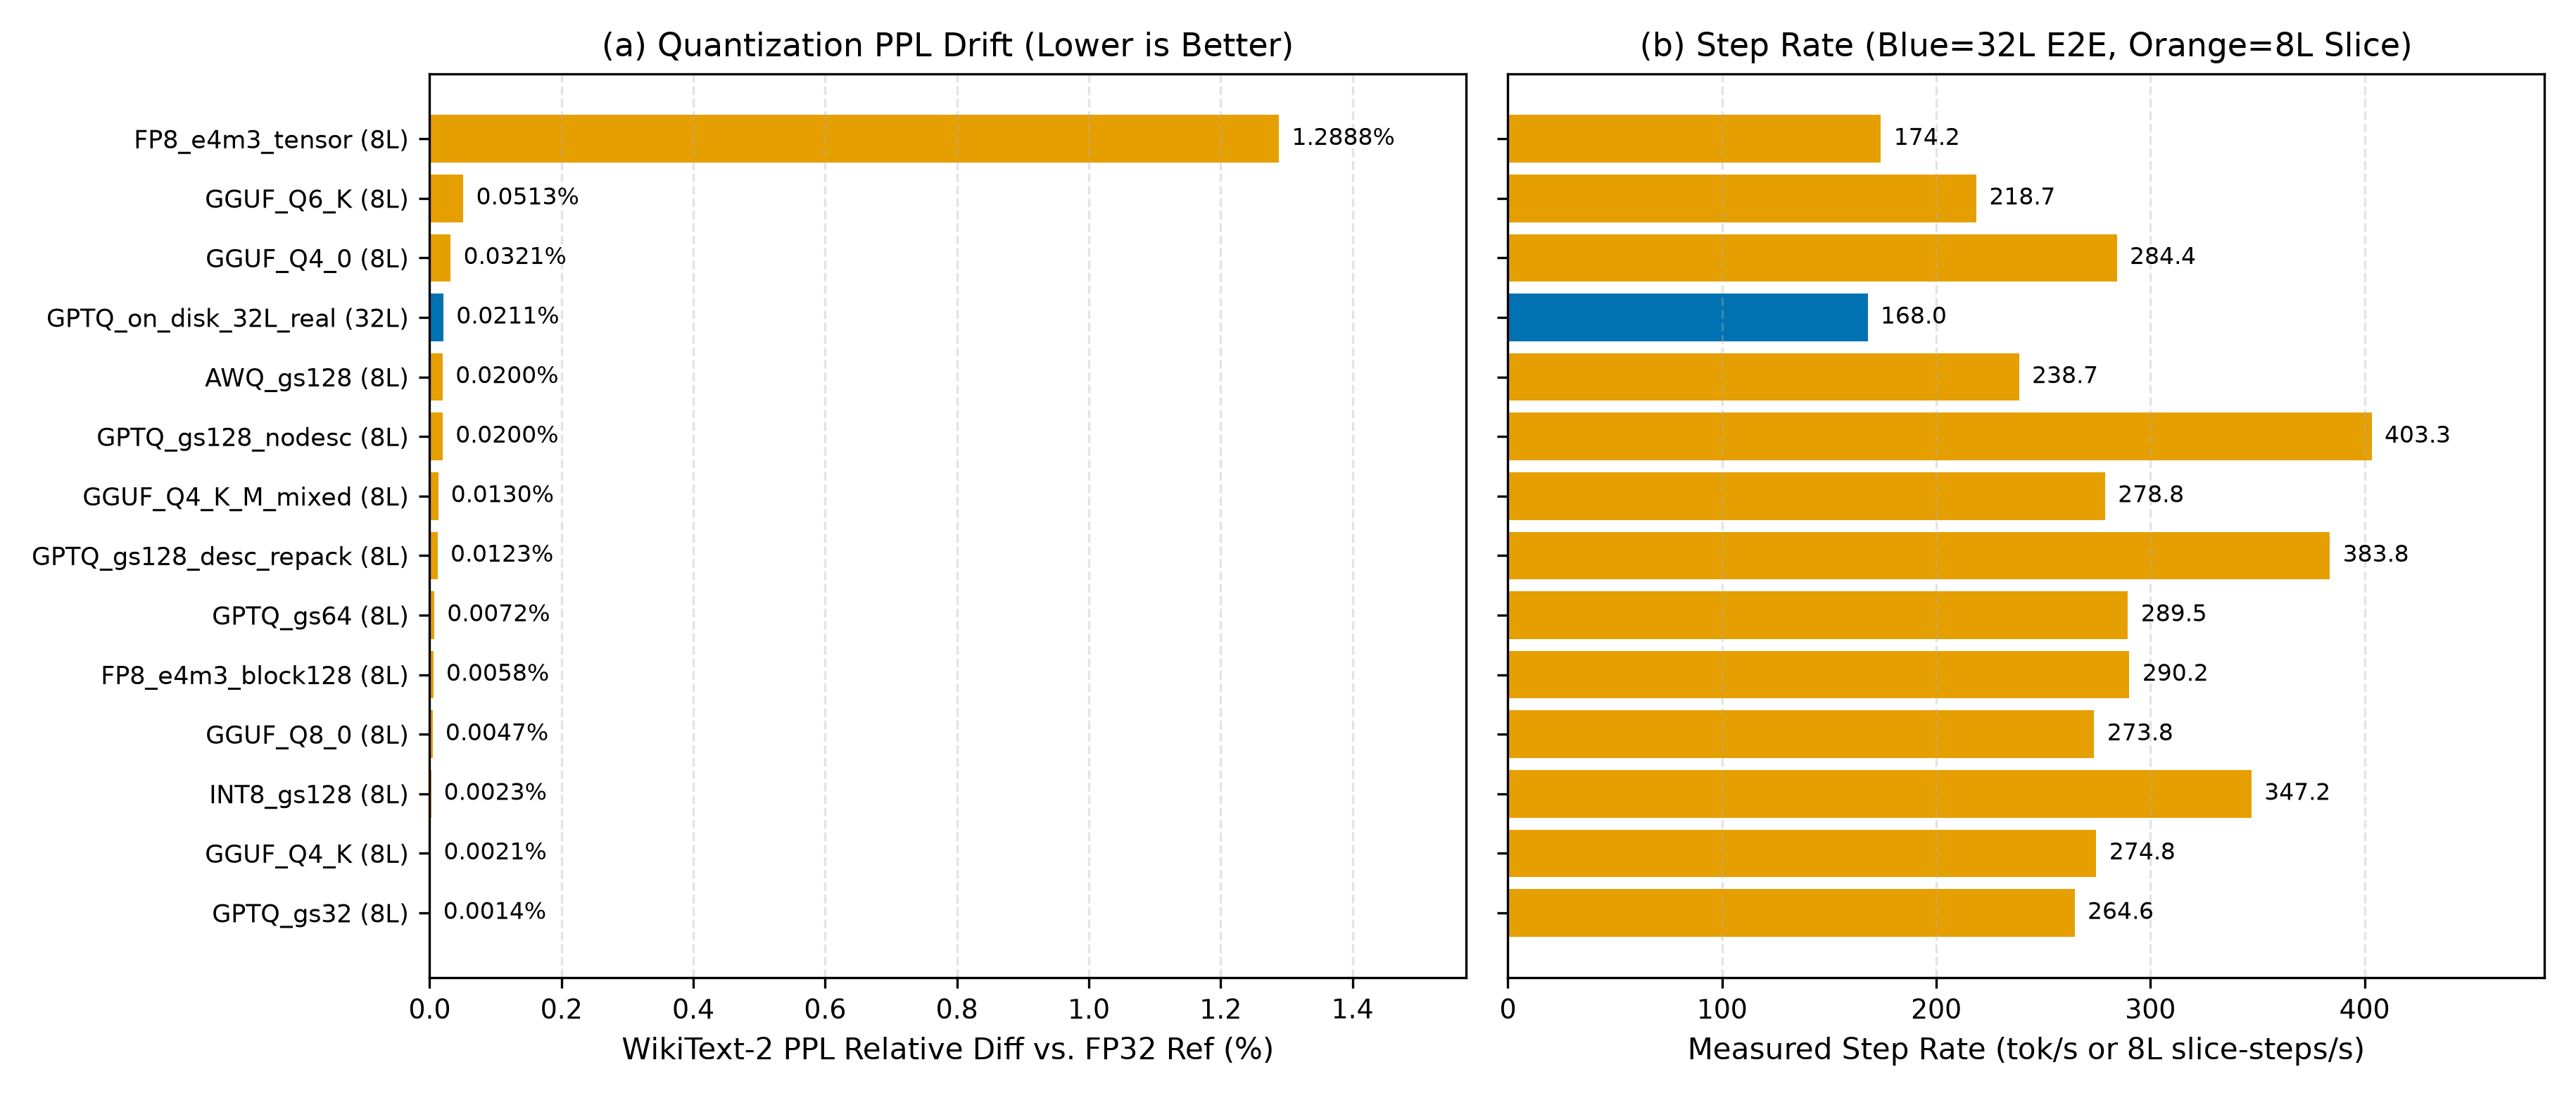 (a) Quantization PPL Drift (Lower is Better)
FP8_e4m3_tensor (8L) 1.2888%
GGUF_Q6_K (8L) 0.0513%
GGUF_Q4_0 (8L) 0.0321%
GPTQ_on_disk_32L_real (32L) 0.0211%
AWQ_gs128 (8L) 0.0200%
GPTQ_gs128_nodesc (8L) 0.0200%
GGUF_Q4_K_M_mixed (8L) 0.0130%
GPTQ_gs128_desc_repack (8L) 0.0123%
GPTQ_gs64 (8L) 0.0072%
FP8_e4m3_block128 (8L) 0.0058%
GGUF_Q8_0 (8L) 0.0047%
INT8_gs128 (8L) 0.0023%
GGUF_Q4_K (8L) 0.0021%
GPTQ_gs32 (8L) 0.0014%
0.0 0.2 0.4 0.6 0.8 1.0 1.2 1.4
WikiText-2 PPL Relative Diff vs. FP32 Ref (%)
(b) Step Rate (Blue=32L E2E, Orange=8L Slice)
174.2
218.7
284.4
168.0
238.7
403.3
278.8
383.8
289.5
290.2
273.8
347.2
274.8
264.6
0 100 200 300 400
Measured Step Rate (tok/s or 8L slice-steps/s)